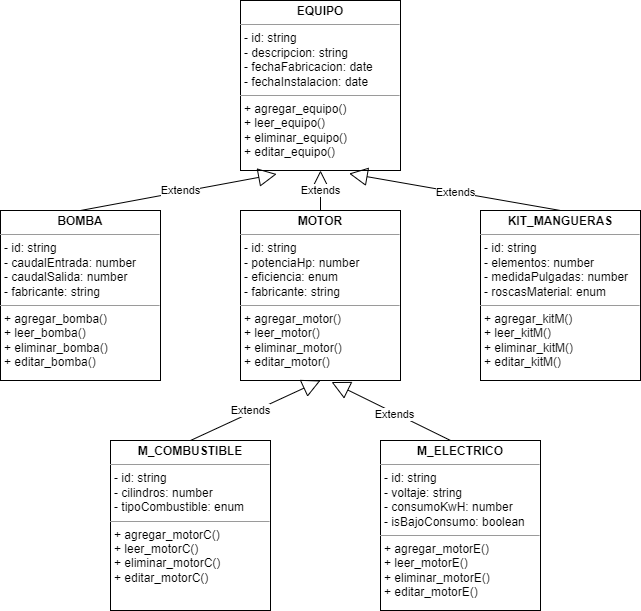 EQUIPO
- id: string
- descripcion: string
- fechaFabricacion: date
- fechaInstalacion: date
+ agregar_equipo()
+ leer_equipo()
+ eliminar_equipo()
+ editar_equipo()
Extends
Extends
Extends
BOMBA
- id: string
- caudalEntrada: number
- caudalSalida: number
- fabricante: string
+ agregar_bomba()
+ leer_bomba()
+ eliminar_bomba()
+ editar_bomba()
MOTOR
- id: string
- potenciaHp: number
- eficiencia: enum
- fabricante: string
+ agregar_motor()
+ leer_motor()
+ eliminar_motor()
+ editar_motor()
KIT_MANGUERAS
- id: string
- elementos: number
- medidaPulgadas: number
- roscasMaterial: enum
+ agregar_kitM()
+ leer_kitM()
+ eliminar_kitM()
+ editar_kitM()
Extends
Extends
M_COMBUSTIBLE
- id: string
- cilindros: number
- tipoCombustible: enum
+ agregar_motorC()
+ leer_motorC()
+ eliminar_motorC()
+ editar_motorC()
M_ELECTRICO
- id: string
- voltaje: string
- consumoKwH: number
- isBajoConsumo: boolean
+ agregar_motorE()
+ leer_motorE()
+ eliminar_motorE()
+ editar_motorE()